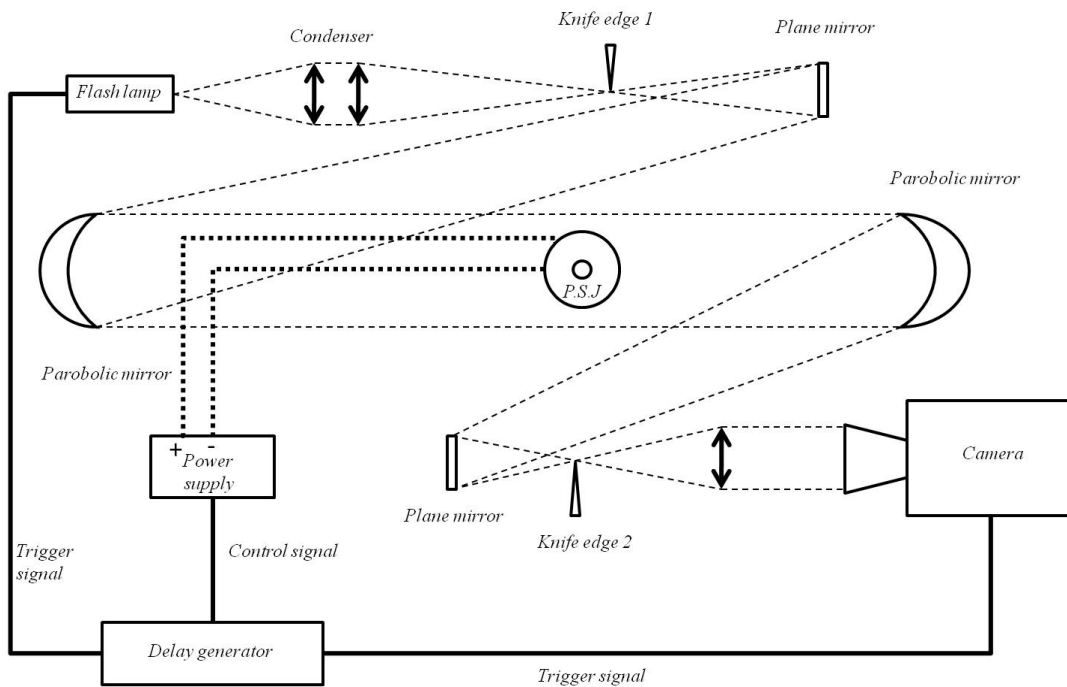 Knife edge 1
Plane mirror
Condenser
Flash lamp
Parobolic mirror
P.S.J
Parobolic mirror
+ -
Power
supply
Camera
Plane mirror
Knife edge 2
Trigger
signal
Control signal
Delay generator
Trigger signal